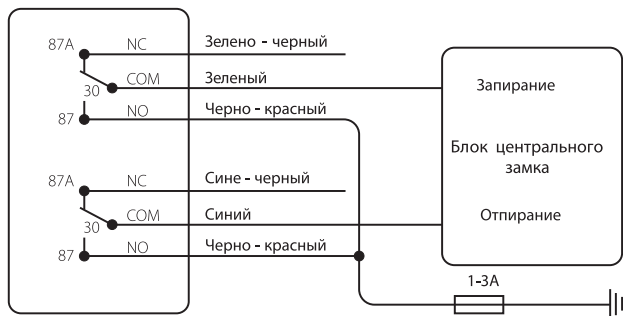 87A NC Зелено - черный
COM Зеленый
30
87 NO Черно - красный
87A NC Сине - черный
COM Синий
30
87 NO Черно - красный
Запирание
Блок центрального
замка
Отпирание
1-3А